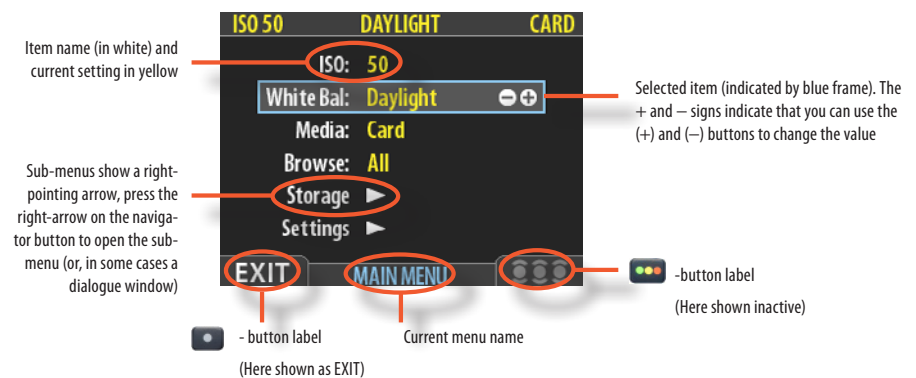 ISO 50 DAYLIGHT CARD
Item name (in white) and
current setting in yellow
ISO: 50
White Bal: Daylight
Selected item (indicated by blue frame). The
+ and – signs indicate that you can use the
(+) and (–) buttons to change the value
Media: Card
Browse: All
Sub-menus show a right-
pointing arrow, press the
right-arrow on the naviga-
tor button to open the sub-
menu (or, in some cases a
dialogue window)
Storage
Settings
EXIT MAIN MENU
-button label
(Here shown inactive)
- button label
(Here shown as EXIT)
Current menu name